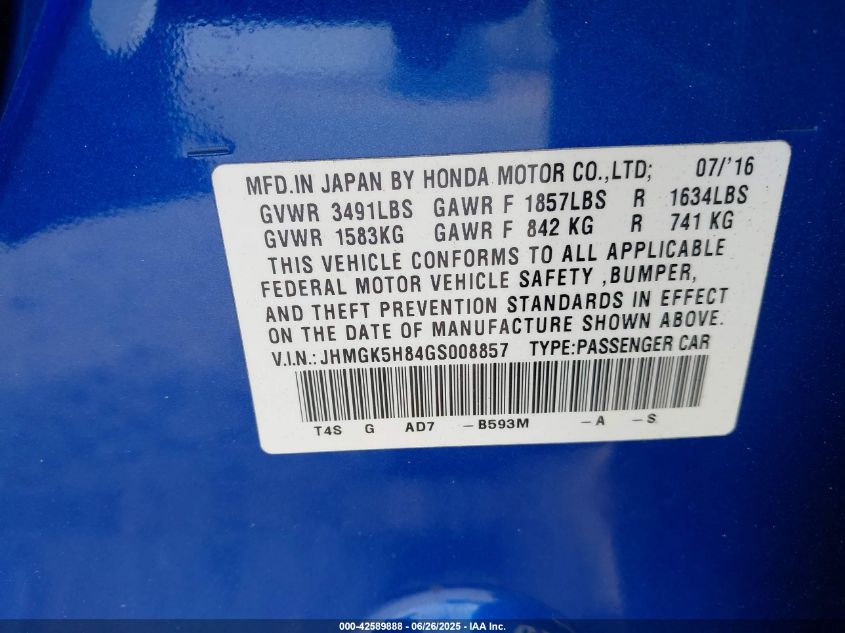 MFD.IN JAPAN BY HONDA MOTOR CO.,LTD; 07/'16
GVWR 3491LBS GAWR F 1857LBS R 1634LBS
GVWR 1583KG GAWR F 842 KG R 741 KG
THIS VEHICLE CONFORMS TO ALL APPLICABLE
FEDERAL MOTOR VEHICLE SAFETY ,BUMPER,
AND THEFT PREVENTION STANDARDS IN EFFECT
ON THE DATE OF MANUFACTURE SHOWN ABOVE.
V.I.N.: JHMGK5H84GS008857 TYPE:PASSENGER CAR
T4S G AD7 -B593M -A -S
000-42589888 06/26/2025 IAA, Inc.